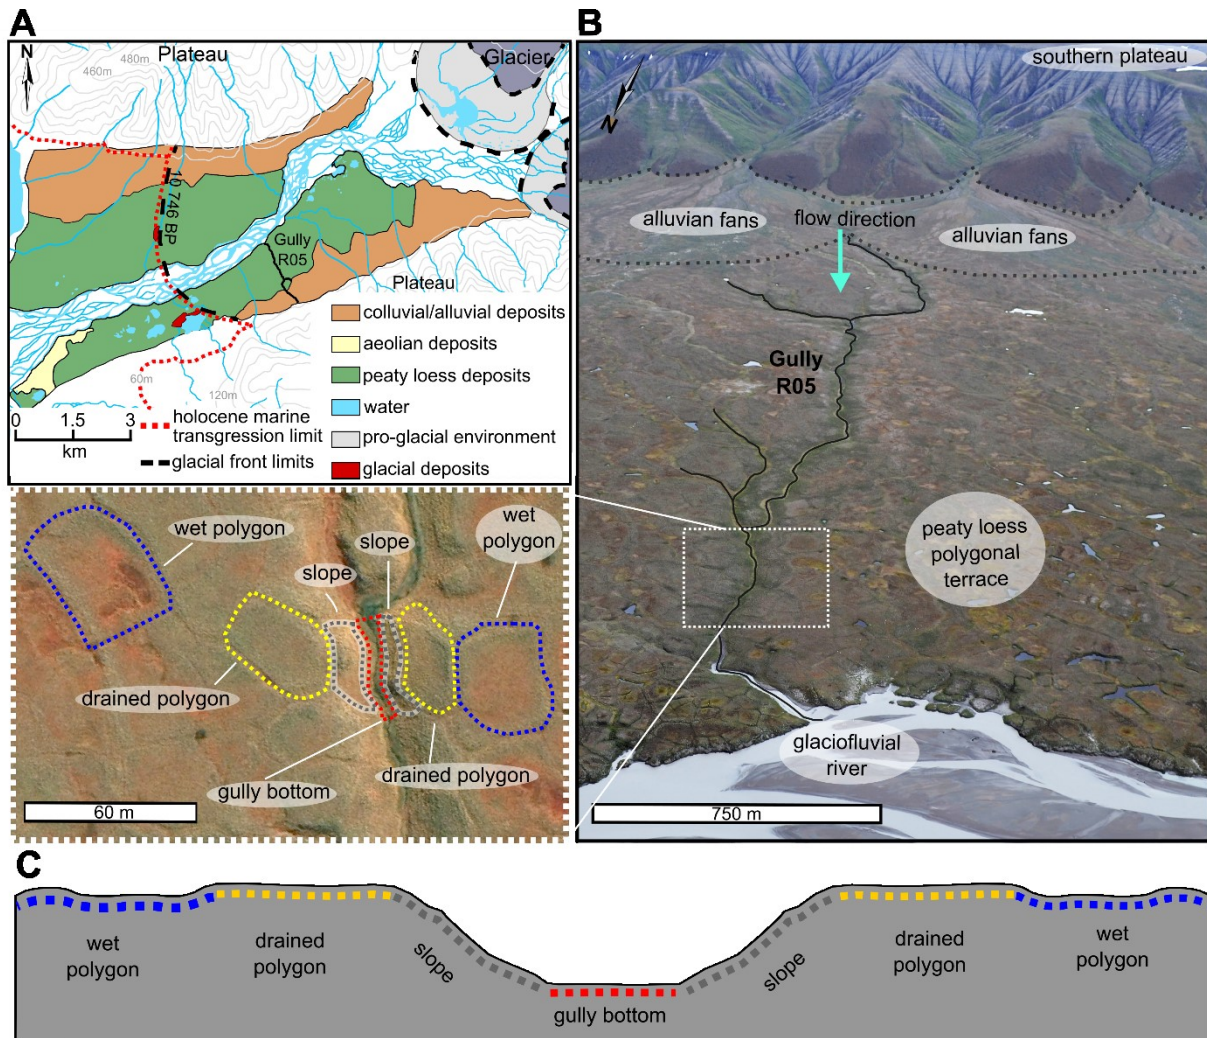 A
N
Plateau
480m
460m
Glacier
10 746 BP
Gully
R05
Plateau
colluvial/alluvial deposits
aeolian deposits
peaty loess deposits
water
pro-glacial environment
glacial deposits
60m
120m
0 1.5 3
km
holocene marine
transgression limit
glacial front limits
wet polygon
slope
wet
polygon
slope
drained polygon
drained polygon
gully bottom
60 m
B
southern plateau
N
alluvian fans
flow direction
alluvian fans
Gully
R05
peaty loess
polygonal
terrace
glaciofluvial
river
750 m
C
wet
polygon
drained
polygon
slope
gully bottom
slope
drained
polygon
wet
polygon